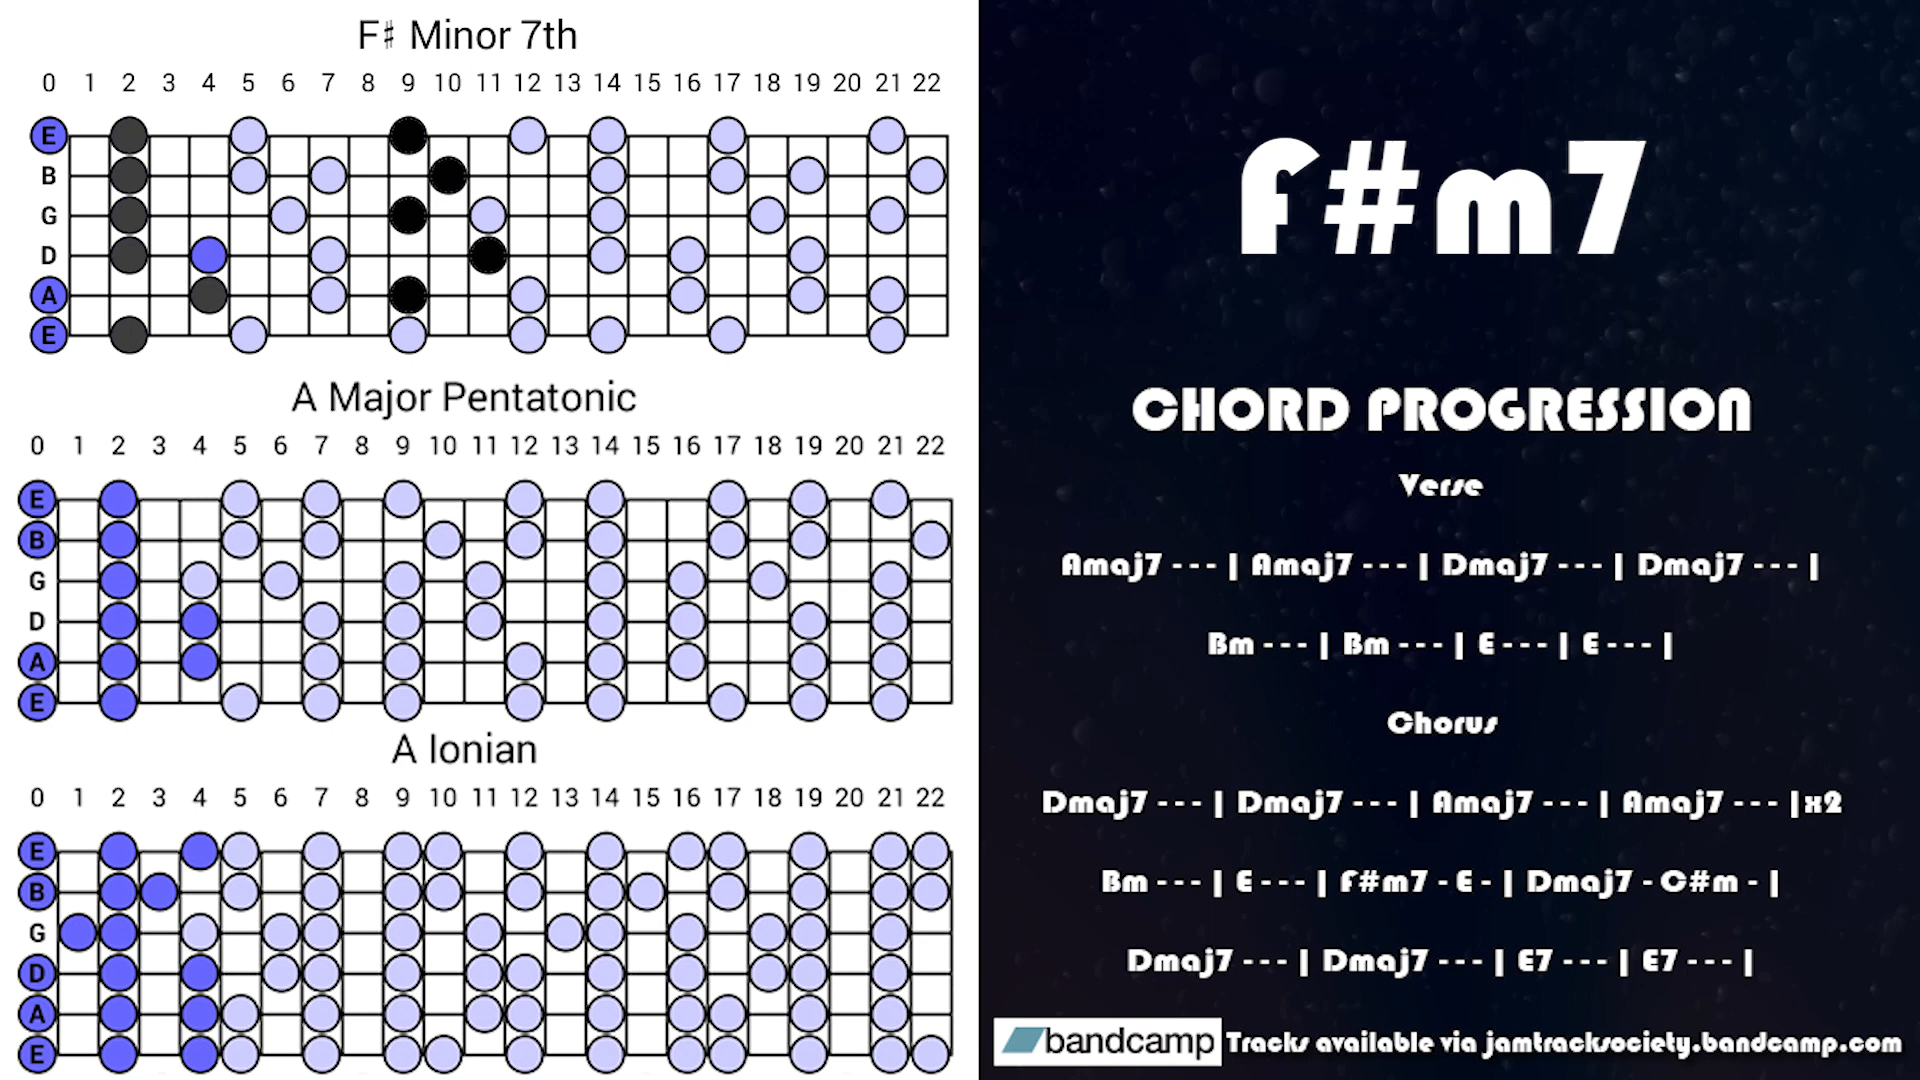 F♯ Minor 7th
0 1 2 3 4 5 6 7 8 9 10 11 12 13 14 15 16 17 18 19 20 21 22
E
B
G
D
A
E
A Major Pentatonic
0 1 2 3 4 5 6 7 8 9 10 11 12 13 14 15 16 17 18 19 20 21 22
E
B
G
D
A
E
A Ionian
0 1 2 3 4 5 6 7 8 9 10 11 12 13 14 15 16 17 18 19 20 21 22
E
B
G
D
A
E
F#m7
CHORD PROGRESSION
Verse
Amaj7 - - - | Amaj7 - - - | Dmaj7 - - - | Dmaj7 - - - |
Bm - - - | Bm - - - | E - - - | E - - - |
Chorus
Dmaj7 - - - | Dmaj7 - - - | Amaj7 - - - | Amaj7 - - - |x2
Bm - - - | E - - - | F#m7 - E - | Dmaj7 - C#m - |
Dmaj7 - - - | Dmaj7 - - - | E7 - - - | E7 - - - |
bandcamp Tracks available via jamtracksociety.bandcamp.com